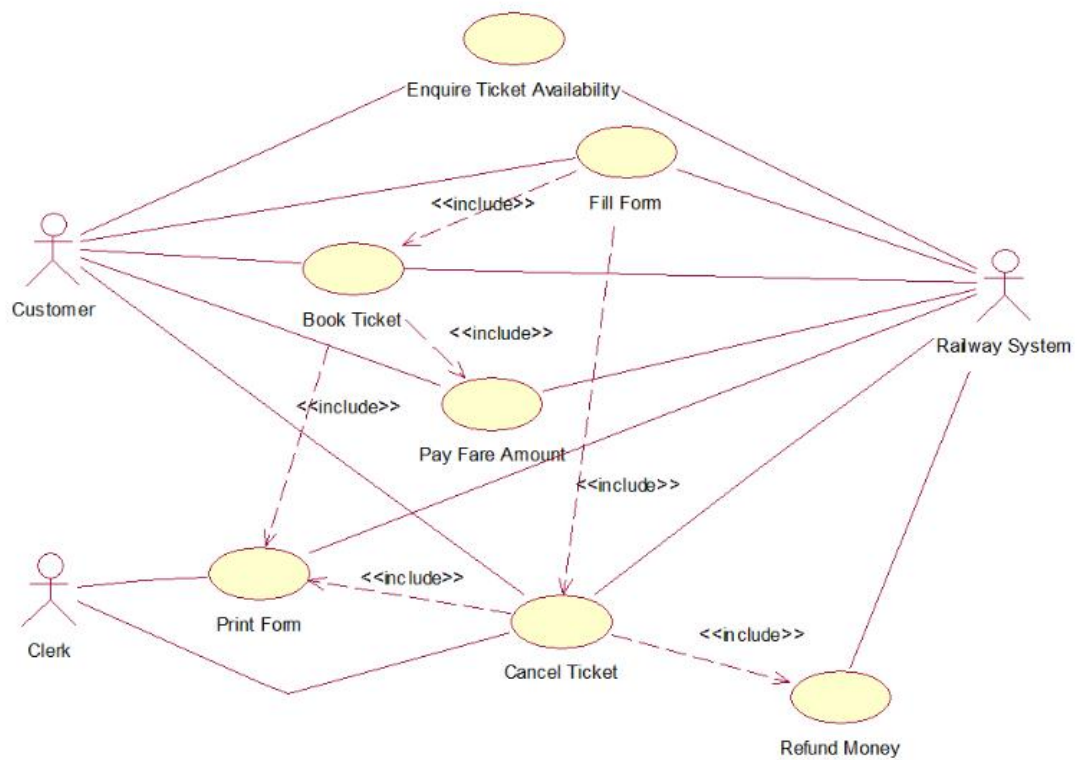 Enquire Ticket Availability
<<include>>
Fill Form
Customer
Book Ticket
<<include>>
Railway System
<<include>>
Pay Fare Amount
<<include>>
<<include>>
Print Form
Clerk
<<include>>
Cancel Ticket
Refund Money